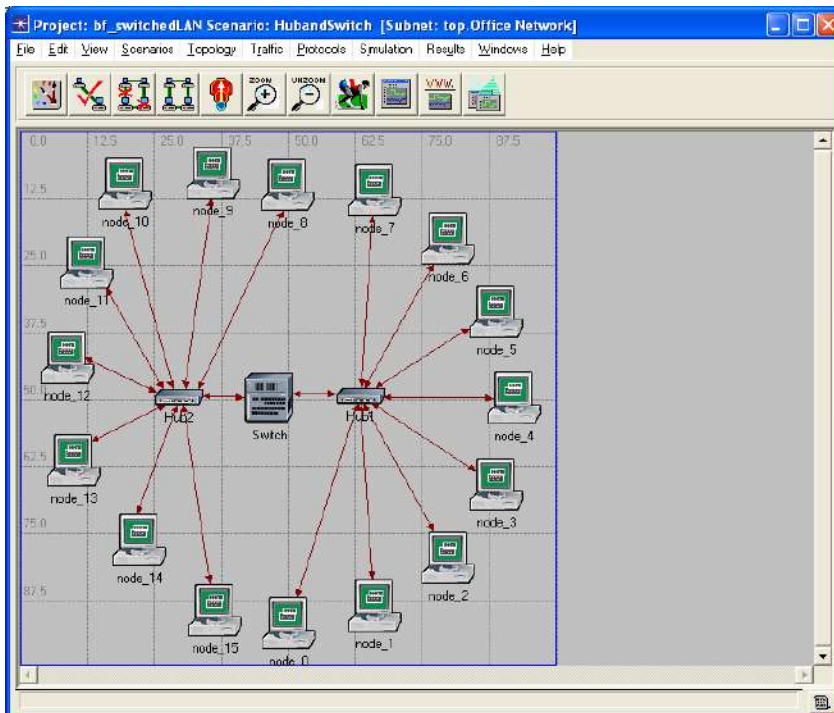 Project: bf_switchedLAN Scenario: HubandSwitch [Subnet: top.Office Network]
File Edit View Scenarios Topology Traffic Protocols Simulation Results Windows Help
ZOOM UNZOOM WWW.
0.0 12.5 25.0 37.5 50.0 62.5 75.0 87.5
node_10 node_9 node_8 node_7
12.5
node_6
25.0
node_11
node_5
37.5
node_12
50.0
Hub2 Switch Hub1 node_4
62.5
node_13
node_3
75.0
node_14
node_2
87.5
node_15 node_0 node_1